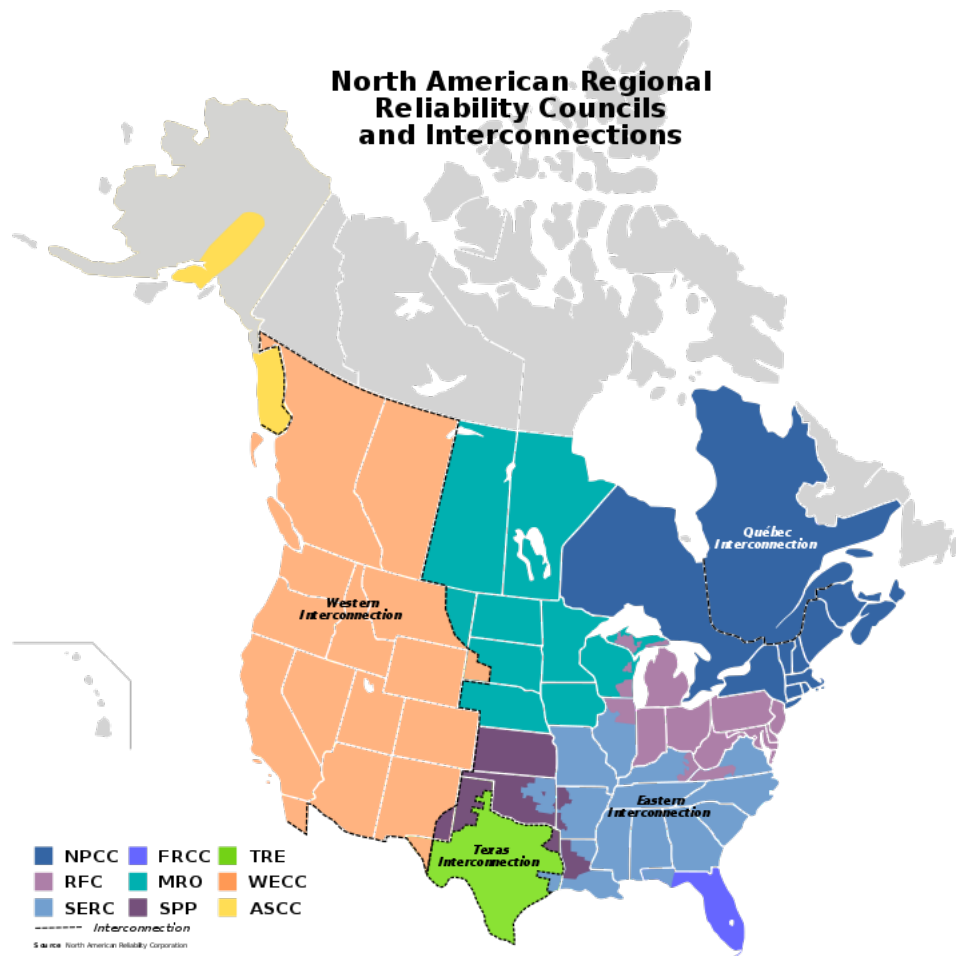 North American Regional
Reliability Councils
and Interconnections
Québec
Interconnection
Western
Interconnection
Eastern
Interconnection
Texas
Interconnection
NPCC FRCC TRE
RFC MRO WECC
SERC SPP ASCC
Interconnection
Source North American Reliability Corporation